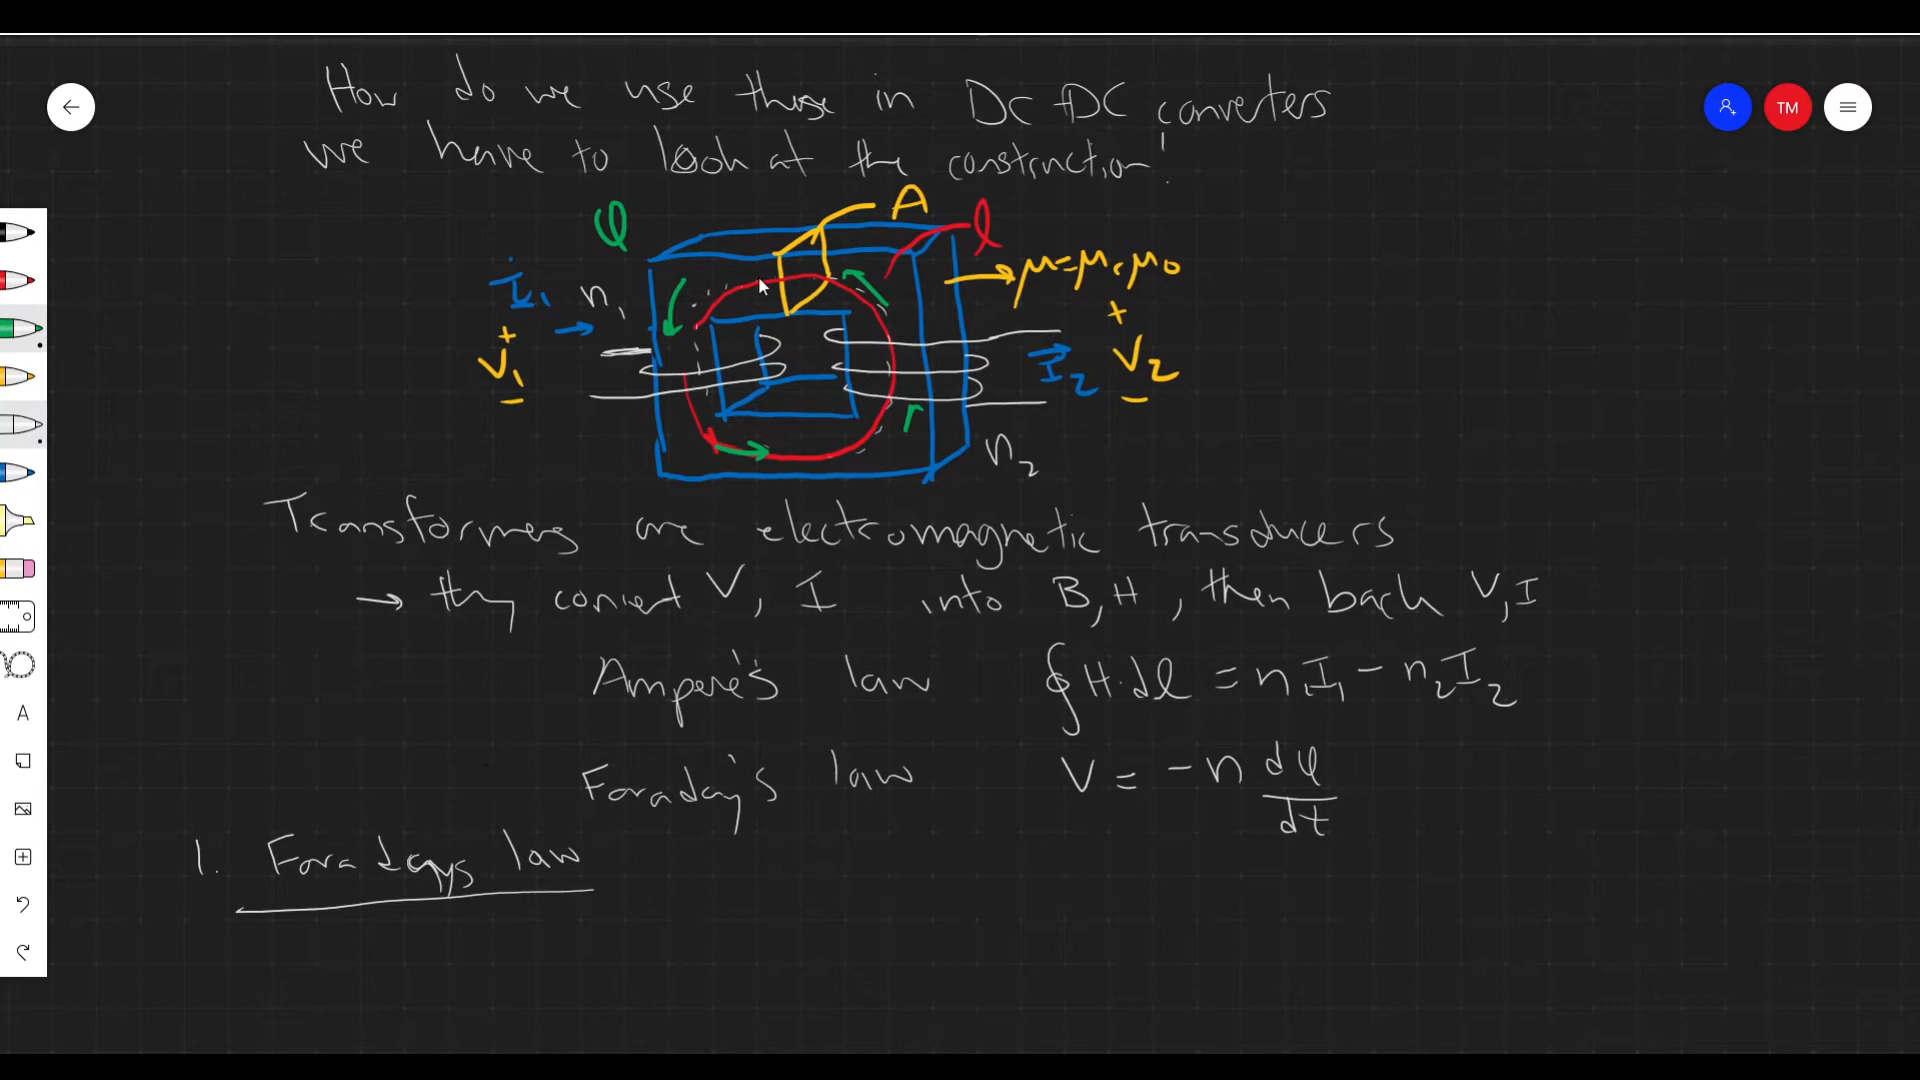 How do we use these in DC-DC converters
we have to look at the construction!
φ A l
I₁ n₁ μ=μᵣμ₀
+ V₁ - I₂ + V₂ -
n₂
Transformers are electromagnetic transducers
→ they convert V, I into B, H, then back V, I
Ampere's law ∮H·dl = n₁I₁ - n₂I₂
Faraday's law V = -n dφ/dt
1. Faradays law
TM
A